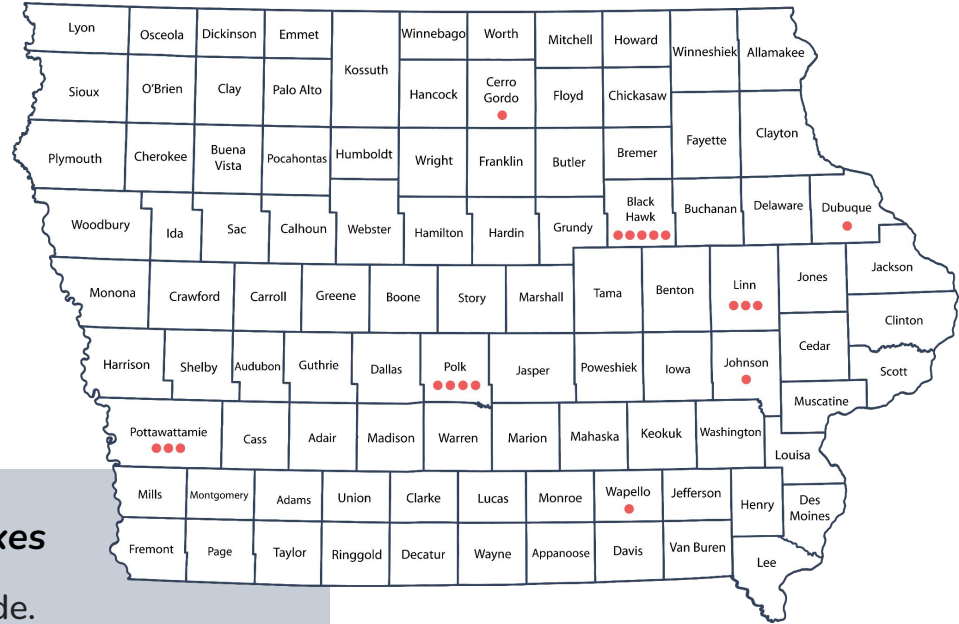 Lyon
Osceola
Dickinson
Emmet
Kossuth
Winnebago
Worth
Mitchell
Howard
Winneshiek
Allamakee
Sioux
O'Brien
Clay
Palo Alto
Hancock
Cerro
Gordo
Floyd
Chickasaw
Fayette
Clayton
Plymouth
Cherokee
Buena
Vista
Pocahontas
Humboldt
Wright
Franklin
Butler
Bremer
Woodbury
Ida
Sac
Calhoun
Webster
Hamilton
Hardin
Grundy
Black
Hawk
Buchanan
Delaware
Dubuque
Monona
Crawford
Carroll
Greene
Boone
Story
Marshall
Tama
Benton
Linn
Jones
Jackson
Clinton
Harrison
Shelby
Audubon
Guthrie
Dallas
Polk
Jasper
Poweshiek
Iowa
Johnson
Cedar
Scott
Muscatine
Pottawattamie
Cass
Adair
Madison
Warren
Marion
Mahaska
Keokuk
Washington
Louisa
Mills
Montgomery
Adams
Union
Clarke
Lucas
Monroe
Wapello
Jefferson
Henry
Des
Moines
Fremont
Page
Taylor
Ringgold
Decatur
Wayne
Appanoose
Davis
Van Buren
Lee
kes
de.